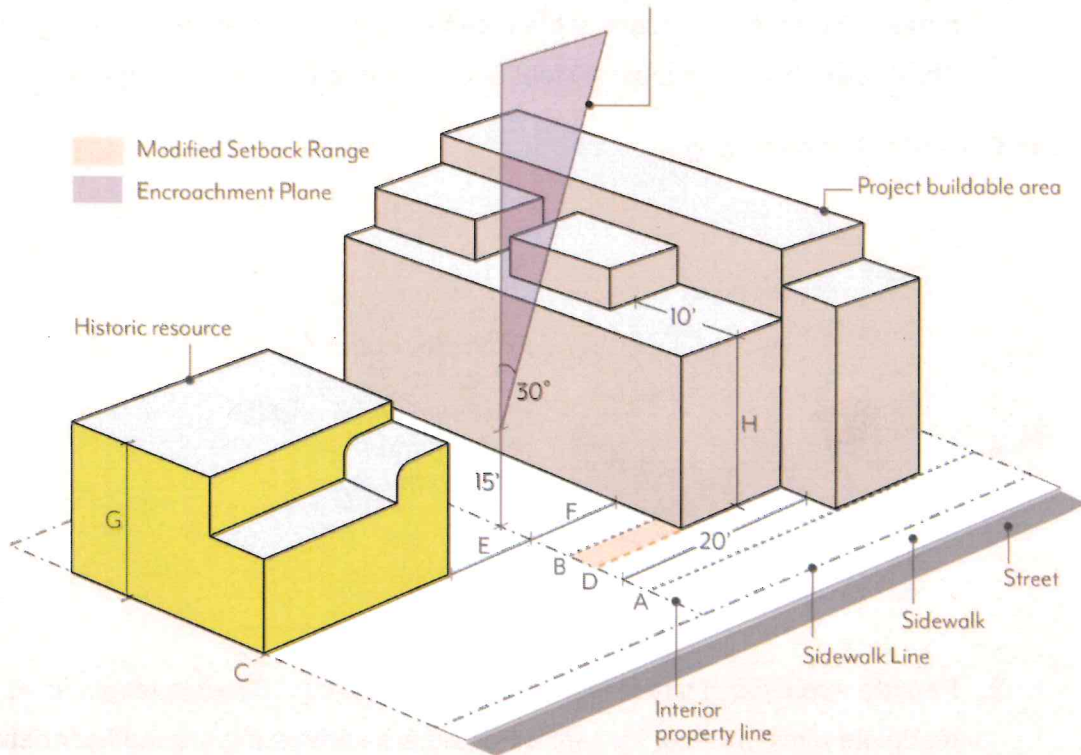 Modified Setback Range
Encroachment Plane
Project buildable area
Historic resource
10'
30°
H
15'
G
F
E
20'
B
D
A
C
Street
Sidewalk
Sidewalk Line
Interior
property line